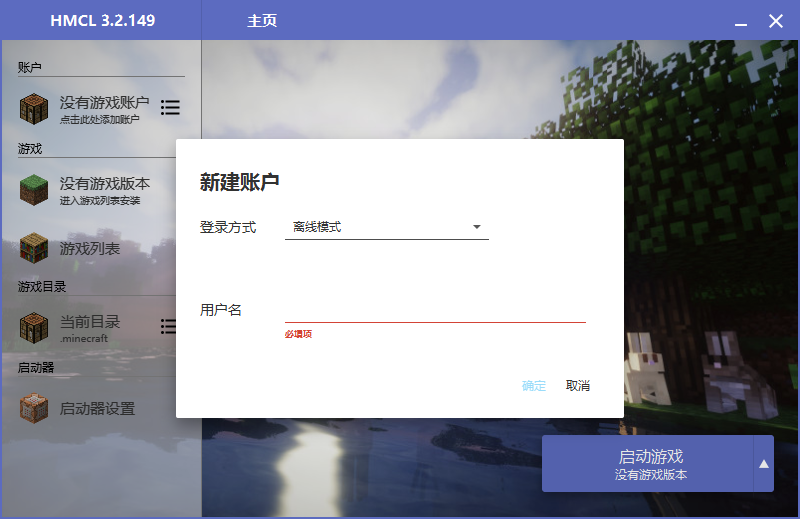 HMCL 3.2.149
主页
账户
没有游戏账户
点击此处添加账户
游戏
没有游戏版本
进入游戏列表安装
游戏列表
游戏目录
当前目录
.minecraft
启动器
启动器设置
新建账户
登录方式
离线模式
用户名
必填项
确定
取消
启动游戏
没有游戏版本